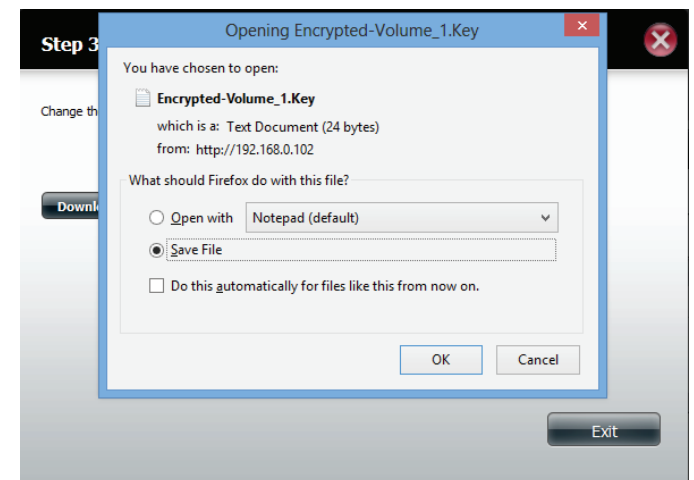 Opening Encrypted-Volume_1.Key
Step 3
You have chosen to open:
Encrypted-Volume_1.Key
Change th
which is a: Text Document (24 bytes)
from: http://192.168.0.102
What should Firefox do with this file?
Downl
Open with Notepad (default)
Save File
Do this automatically for files like this from now on.
OK Cancel
Exit